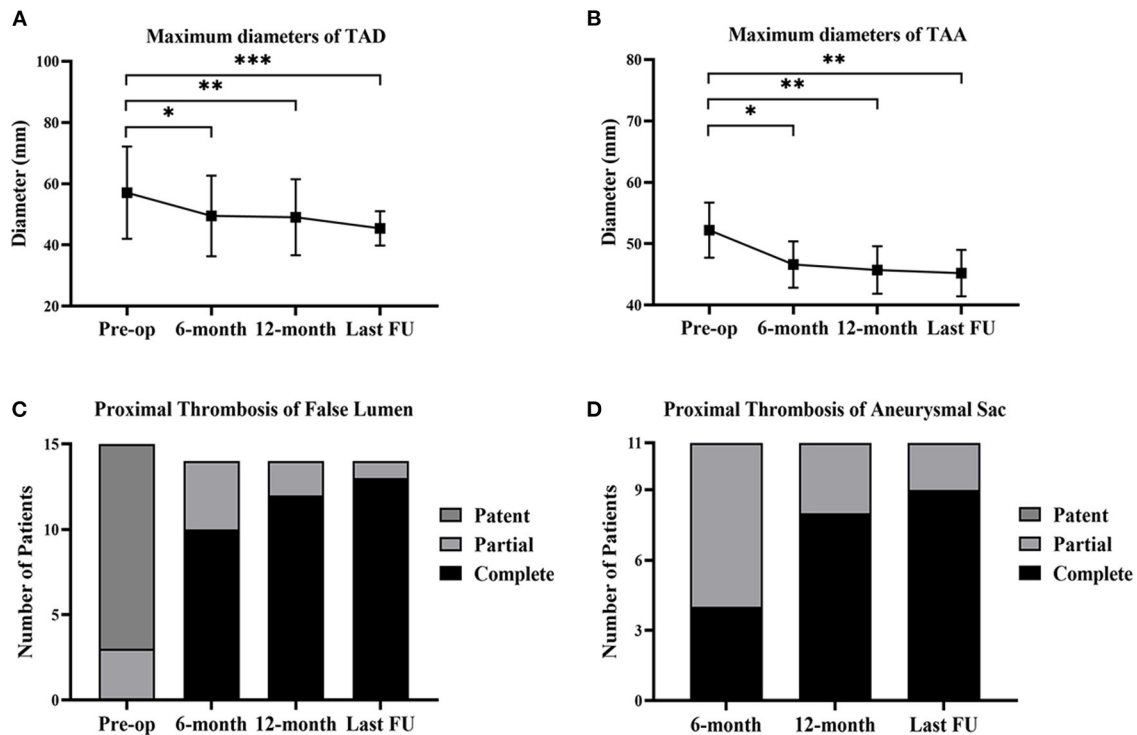 A
Maximum diameters of TAD
Diameter (mm)
100
80
60
40
20
***
**
*
Pre-op 6-month 12-month Last FU
B
Maximum diameters of TAA
Diameter (mm)
80
70
60
50
40
**
**
*
Pre-op 6-month 12-month Last FU
C
Proximal Thrombosis of False Lumen
Number of Patients
15
10
5
0
Patent
Partial
Complete
Pre-op 6-month 12-month Last FU
D
Proximal Thrombosis of Aneurysmal Sac
Number of Patients
11
9
6
3
0
Patent
Partial
Complete
6-month 12-month Last FU